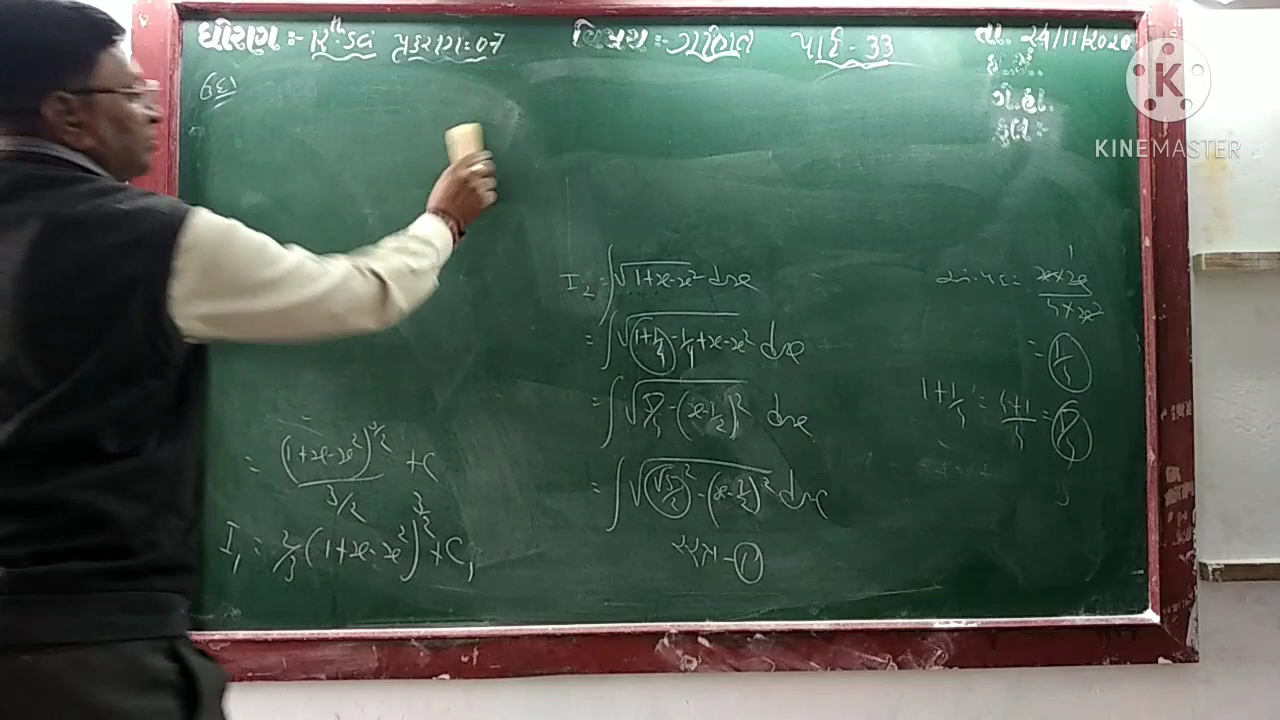 ધોરણ :- 12th Sci પ્રકરણ = 07 વિષય :- ગણિત પાર્ટ - 33 તા. 24/11/2020
ગે.હા.
કુલ :-
KINEMASTER
I₂ = ∫√(1+x-x²) dx
= ∫√(1+1/4 - 1/4 + x - x²) dx
= ∫√(5/4 - (x-1/2)²) dx
= ∫√((√5/2)² - (x-1/2)²) dx
= 1/4
1 + 1/4 = 4+1/4 = 5/4
= (1+x-x²)^3/2 / 3/2 + C
I₁ = 2/3 (1+x-x²)^3/2 + C₁